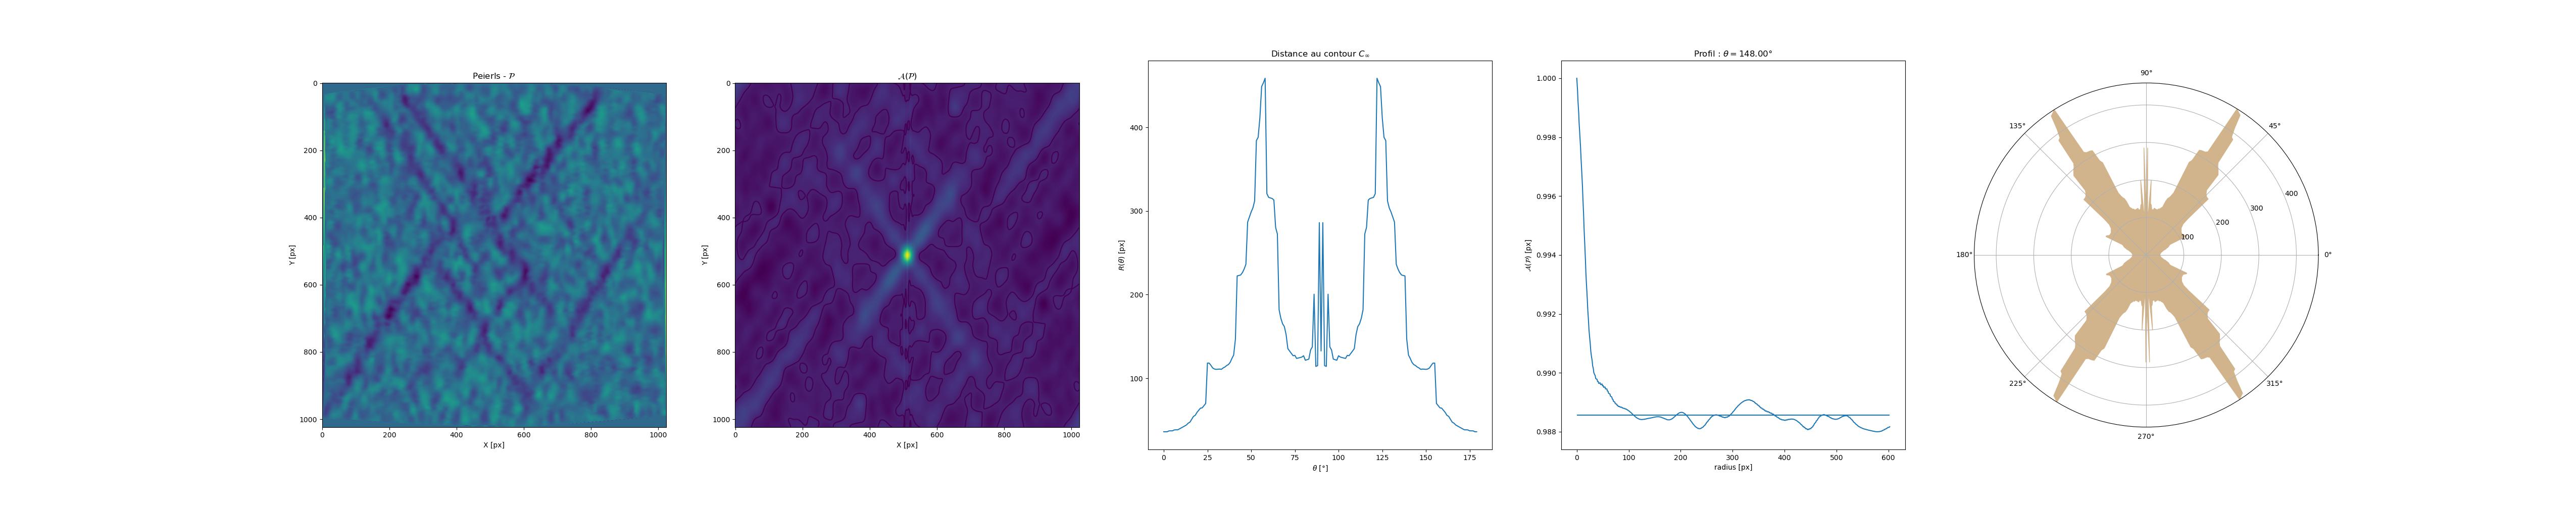 Peierls - 𝒫
0
200
400
600
800
1000
Y [px]
0 200 400 600 800 1000
X [px]
𝒜(𝒫)
0
200
400
600
800
1000
Y [px]
0 200 400 600 800 1000
X [px]
Distance au contour C∞
400
300
200
100
R(θ) [px]
0 25 50 75 100 125 150 175
θ [°]
Profil : θ = 148.00°
1.000
0.998
0.996
0.994
0.992
0.990
0.988
𝒜(𝒫) [px]
0 100 200 300 400 500 600
radius [px]
90°
135° 45°
400
300
200
100
180° 0°
225° 315°
270°